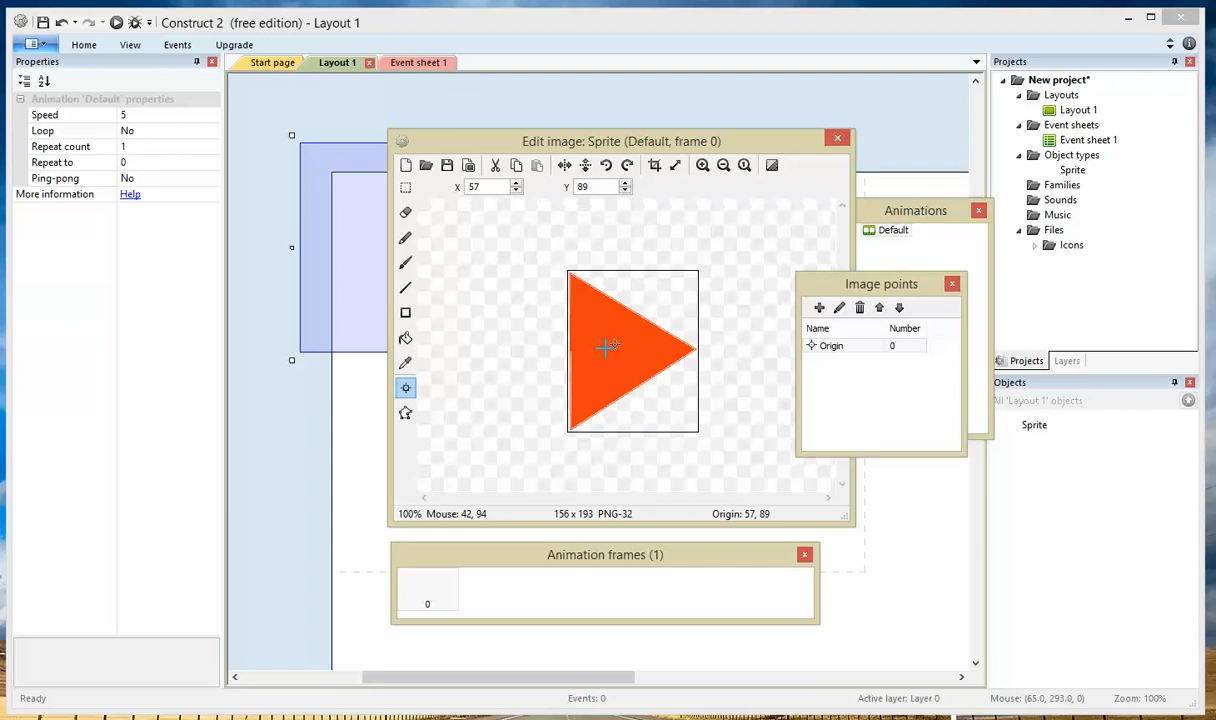 Construct 2 (free edition) - Layout 1
Home View Events Upgrade
Properties
Start page Layout 1 Event sheet 1
Projects
Animation 'Default' properties
Speed 5
Loop No
Repeat count 1
Repeat to 0
Ping-pong No
More information Help
Edit image: Sprite (Default, frame 0)
X 57 Y 89
100% Mouse: 42, 94 156 x 193 PNG-32 Origin: 57, 89
Animations
Default
Image points
Name Number
Origin 0
Animation frames (1)
0
New project*
Layouts
Layout 1
Event sheets
Event sheet 1
Object types
Sprite
Families
Sounds
Music
Files
Icons
Projects Layers
Objects
All 'Layout 1' objects
Sprite
Ready Events: 0 Active layer: Layer 0 Mouse: (65.0, 293.0, 0) Zoom: 100%